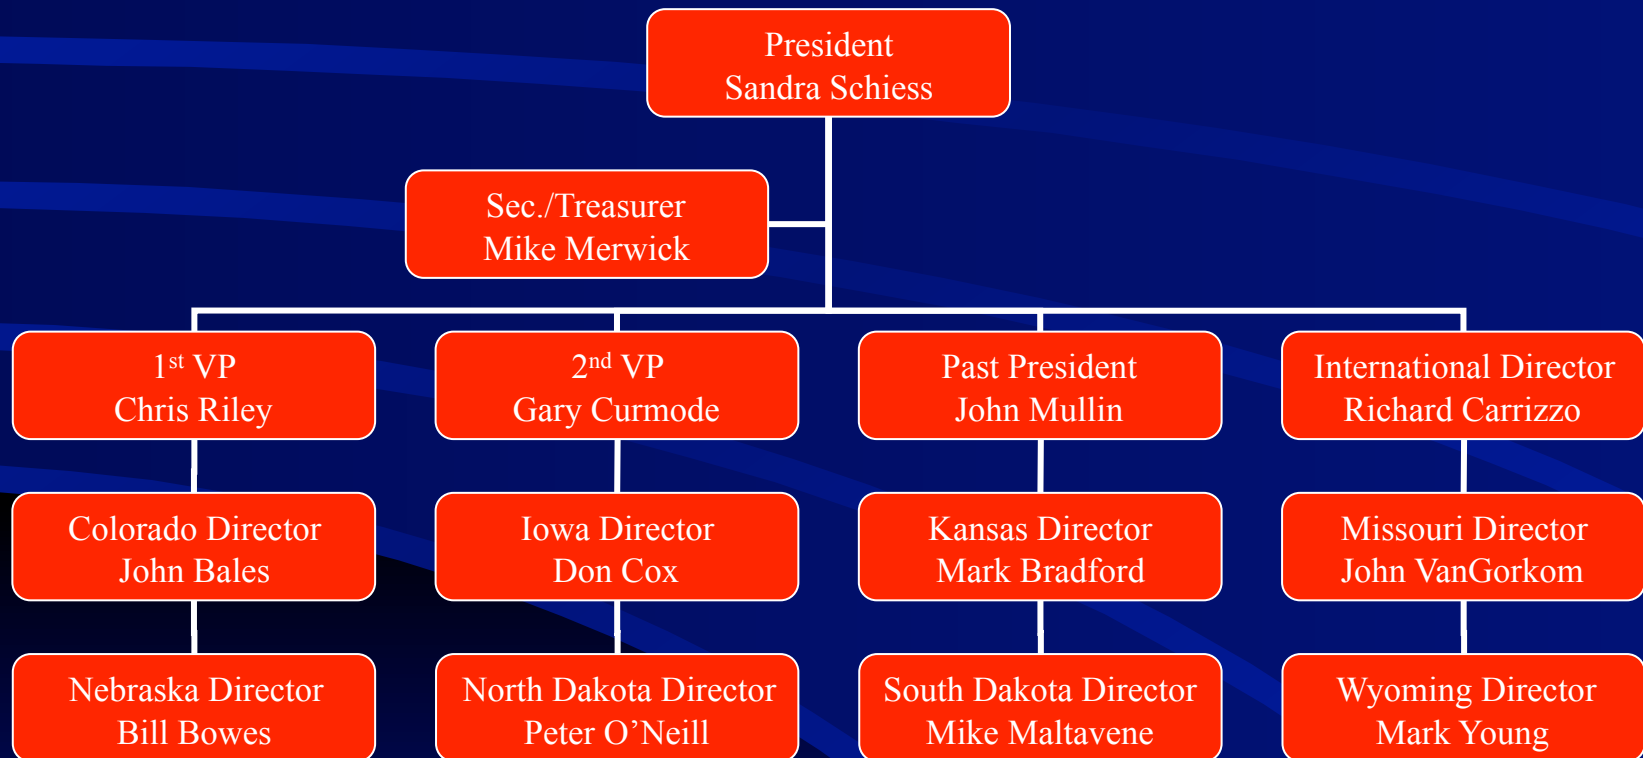 President
Sandra Schiess
Sec./Treasurer
Mike Merwick
1st VP
Chris Riley
2nd VP
Gary Curmode
Past President
John Mullin
International Director
Richard Carrizzo
Colorado Director
John Bales
Iowa Director
Don Cox
Kansas Director
Mark Bradford
Missouri Director
John VanGorkom
Nebraska Director
Bill Bowes
North Dakota Director
Peter O’Neill
South Dakota Director
Mike Maltavene
Wyoming Director
Mark Young